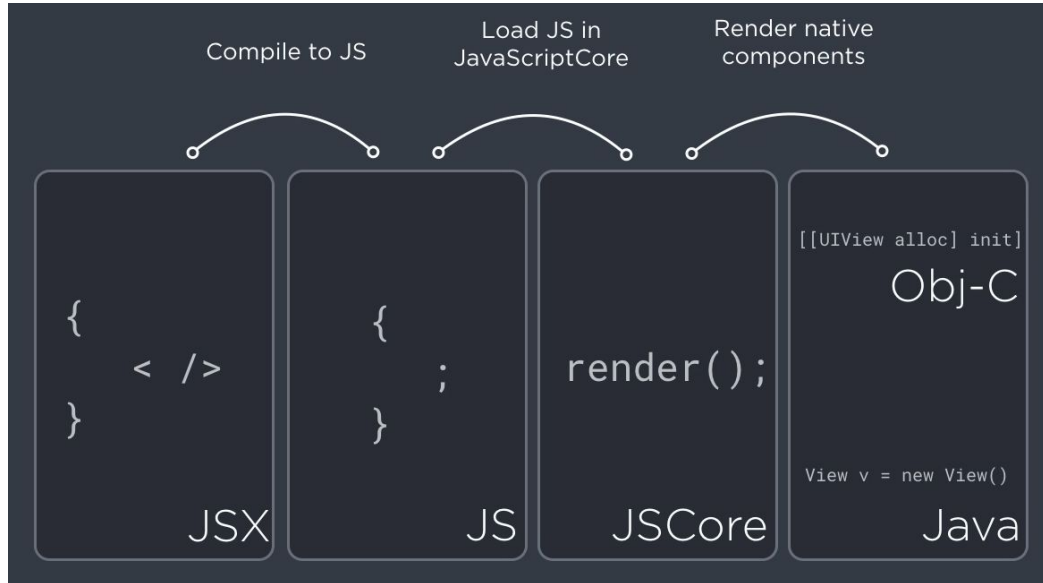 Compile to JS
Load JS in
JavaScriptCore
Render native
components
{
< />
}
JSX
{
;
}
JS
render();
JSCore
[[UIView alloc] init]
Obj-C
View v = new View()
Java